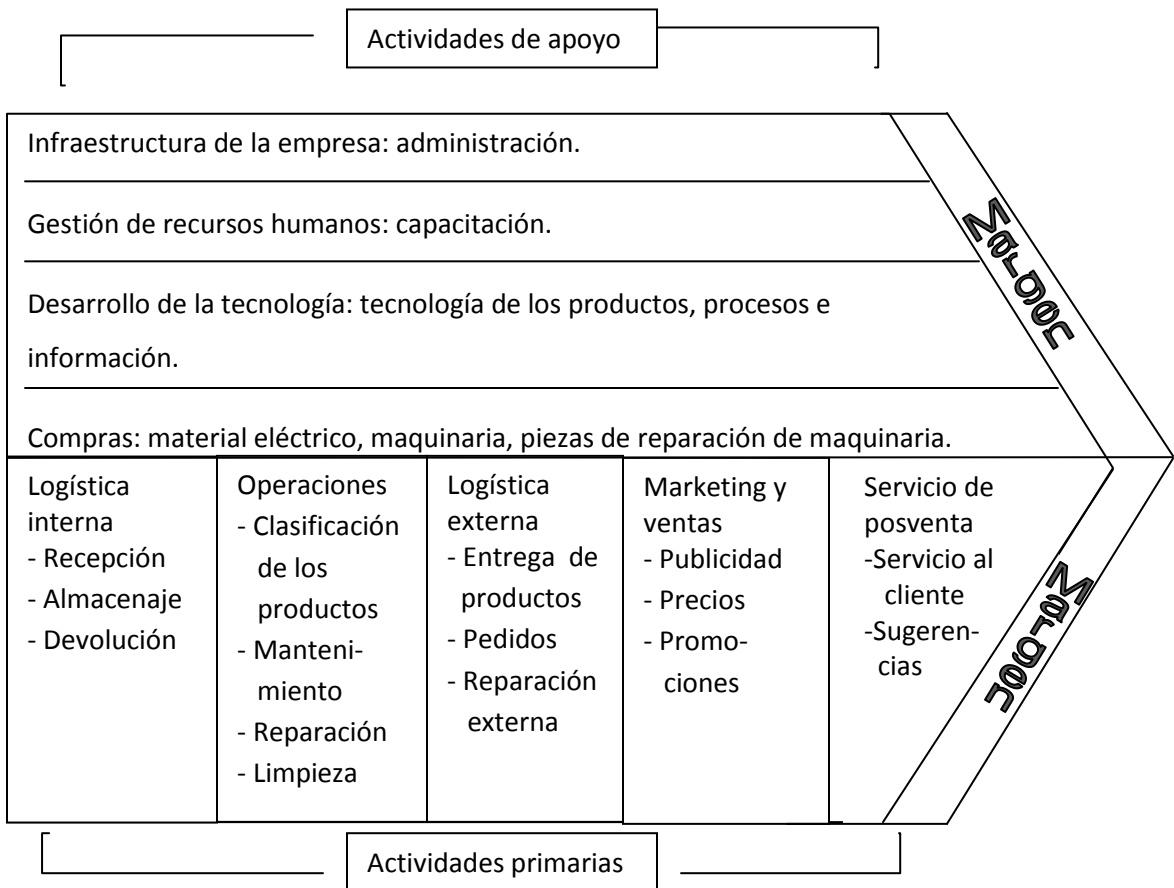 Actividades de apoyo
Infraestructura de la empresa: administración.
Gestión de recursos humanos: capacitación.
Desarrollo de la tecnología: tecnología de los productos, procesos e
información.
Compras: material eléctrico, maquinaria, piezas de reparación de maquinaria.
Margen
Logística
interna
- Recepción
- Almacenaje
- Devolución
Operaciones
- Clasificación
de los
productos
- Manteni-
miento
- Reparación
- Limpieza
Logística
externa
- Entrega de
productos
- Pedidos
- Reparación
externa
Marketing y
ventas
- Publicidad
- Precios
- Promo-
ciones
Servicio de
posventa
-Servicio al
cliente
-Sugeren-
cias
Margen
Actividades primarias